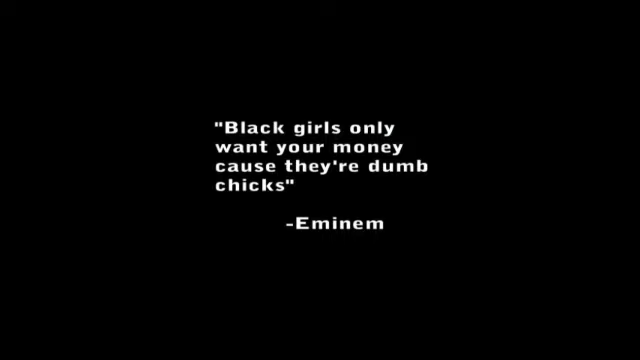 "Black girls only
want your money
cause they're dumb
chicks"
-Eminem